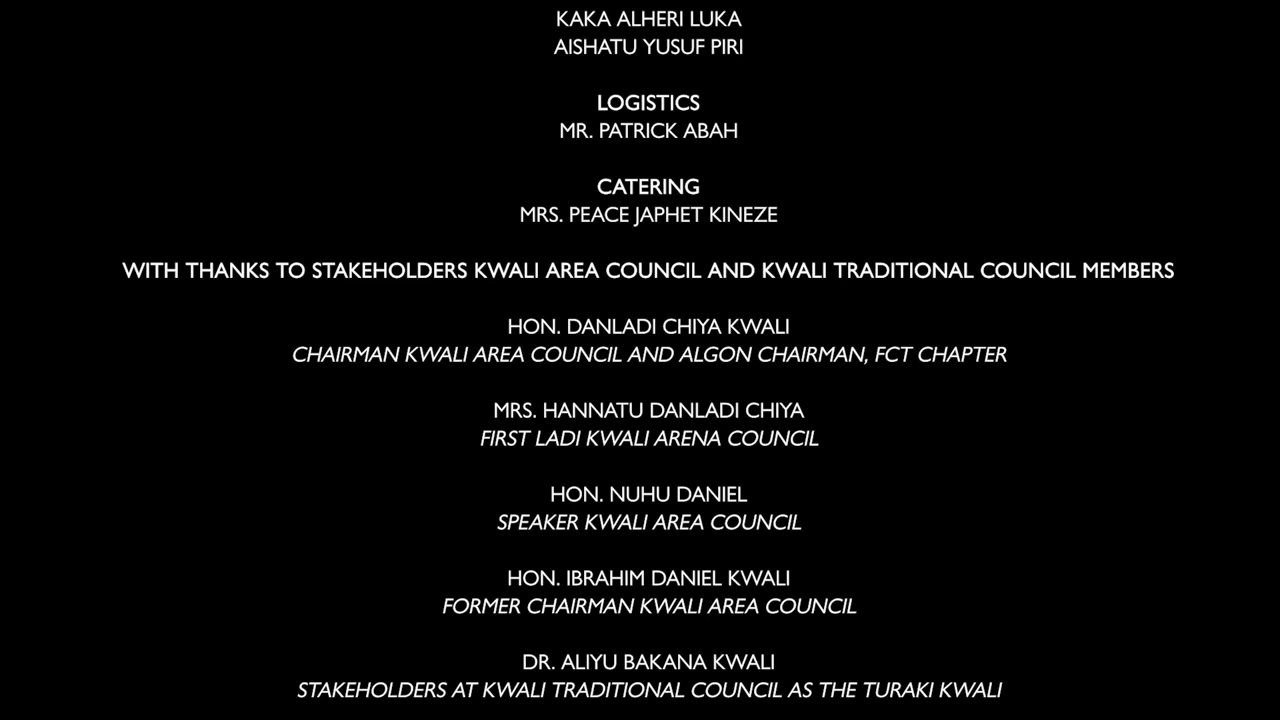 KAKA ALHERI LUKA
AISHATU YUSUF PIRI
LOGISTICS
MR. PATRICK ABAH
CATERING
MRS. PEACE JAPHET KINEZE
WITH THANKS TO STAKEHOLDERS KWALI AREA COUNCIL AND KWALI TRADITIONAL COUNCIL MEMBERS
HON. DANLADI CHIYA KWALI
CHAIRMAN KWALI AREA COUNCIL AND ALGON CHAIRMAN, FCT CHAPTER
MRS. HANNATU DANLADI CHIYA
FIRST LADI KWALI ARENA COUNCIL
HON. NUHU DANIEL
SPEAKER KWALI AREA COUNCIL
HON. IBRAHIM DANIEL KWALI
FORMER CHAIRMAN KWALI AREA COUNCIL
DR. ALIYU BAKANA KWALI
STAKEHOLDERS AT KWALI TRADITIONAL COUNCIL AS THE TURAKI KWALI